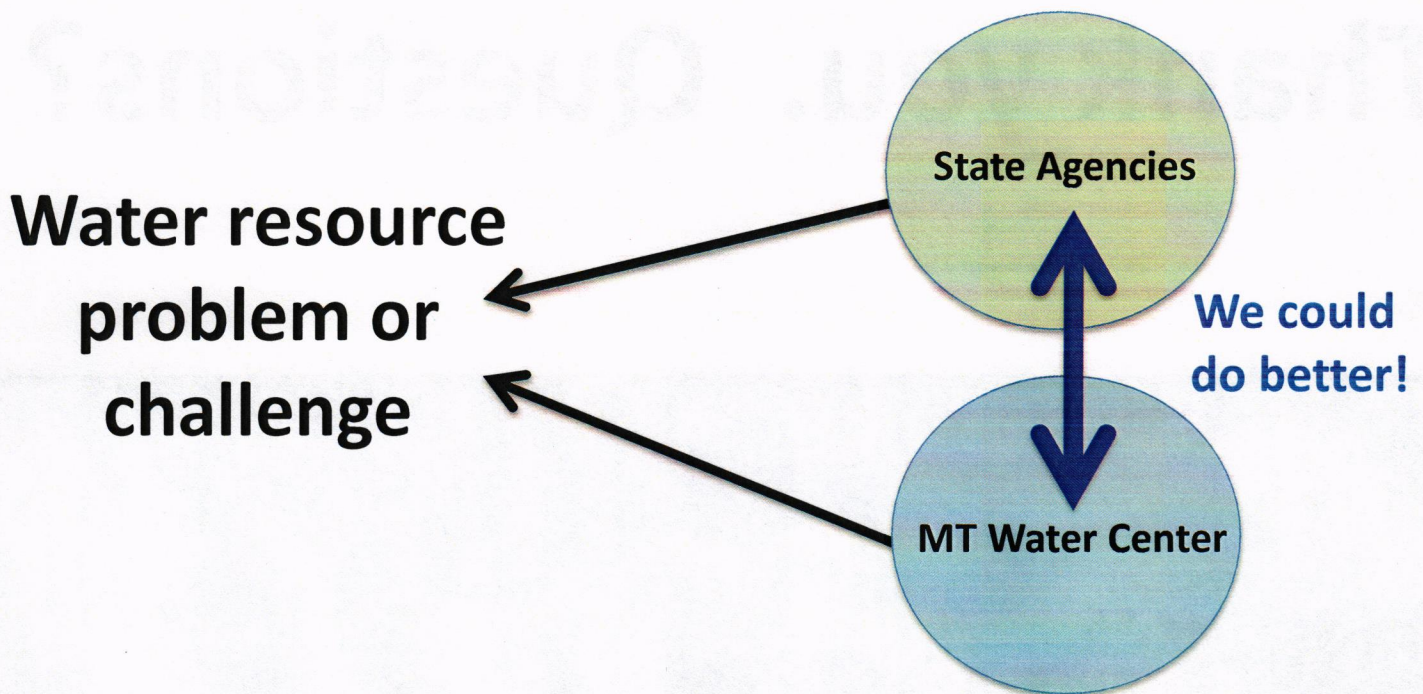 Water resource
problem or
challenge
State Agencies
We could
do better!
MT Water Center